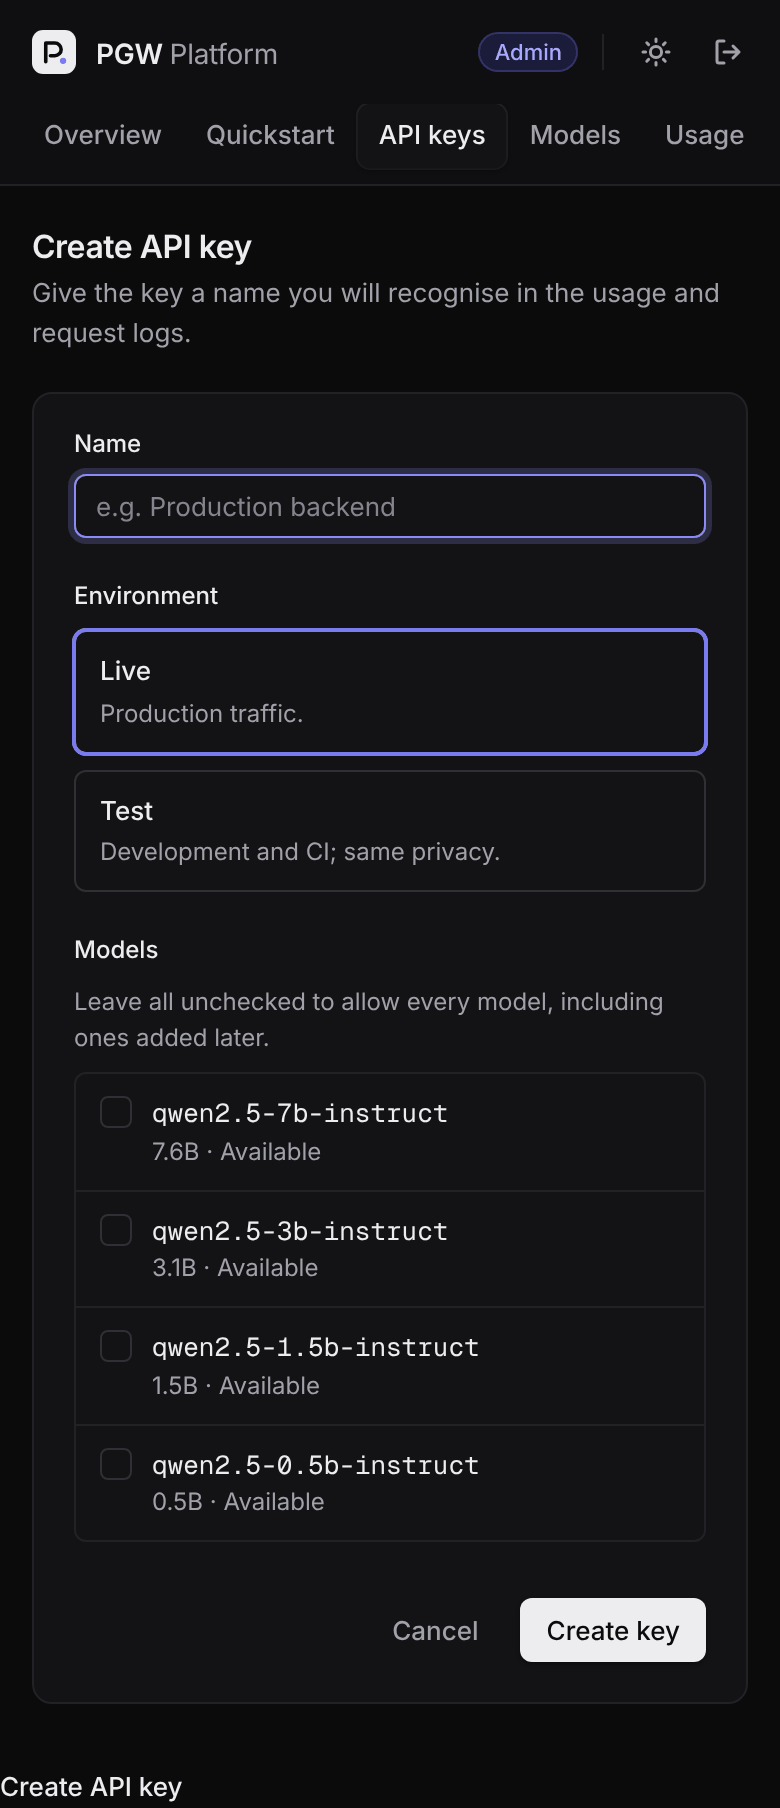 P.
PGW Platform
Admin
Overview
Quickstart
API keys
Models
Usage
Create API key
Give the key a name you will recognise in the usage and
request logs.
Name
e.g. Production backend
Environment
Live
Production traffic.
Test
Development and CI; same privacy.
Models
Leave all unchecked to allow every model, including
ones added later.
qwen2.5-7b-instruct
7.6B · Available
qwen2.5-3b-instruct
3.1B · Available
qwen2.5-1.5b-instruct
1.5B · Available
qwen2.5-0.5b-instruct
0.5B · Available
Cancel
Create key
Create API key